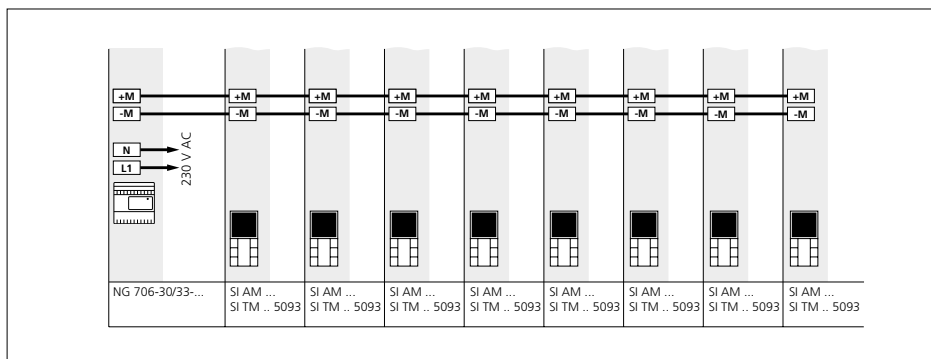 +M +M +M +M +M +M +M +M +M
-M -M -M -M -M -M -M -M -M
N
L1
230 V AC
NG 706-30/33-... SI AM ... SI AM ... SI AM ... SI AM ... SI AM ... SI AM ... SI AM ... SI AM ...
SI TM .. 5093 SI TM .. 5093 SI TM .. 5093 SI TM .. 5093 SI TM .. 5093 SI TM .. 5093 SI TM .. 5093 SI TM .. 5093